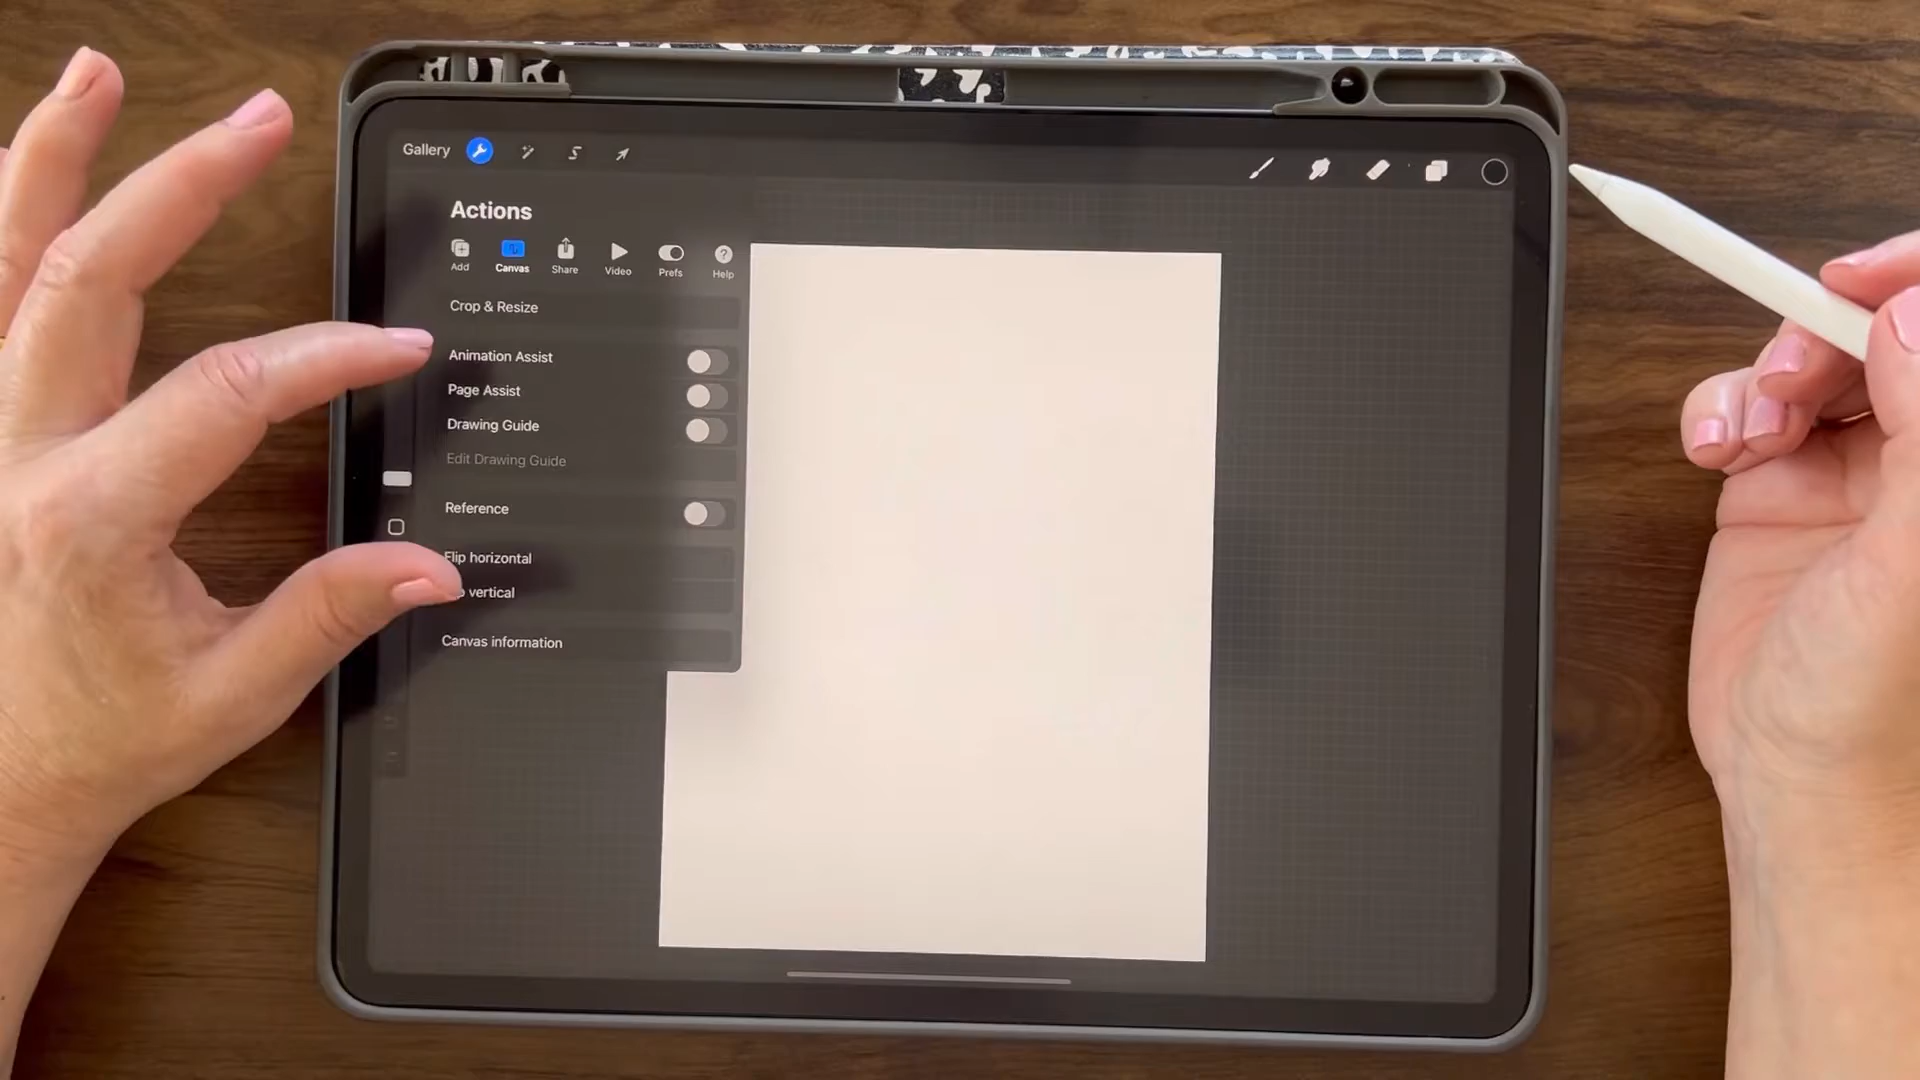 Gallery
Actions
Add Canvas Share Video Prefs Help
Crop & Resize
Animation Assist
Page Assist
Drawing Guide
Edit Drawing Guide
Reference
Flip horizontal
p vertical
Canvas information